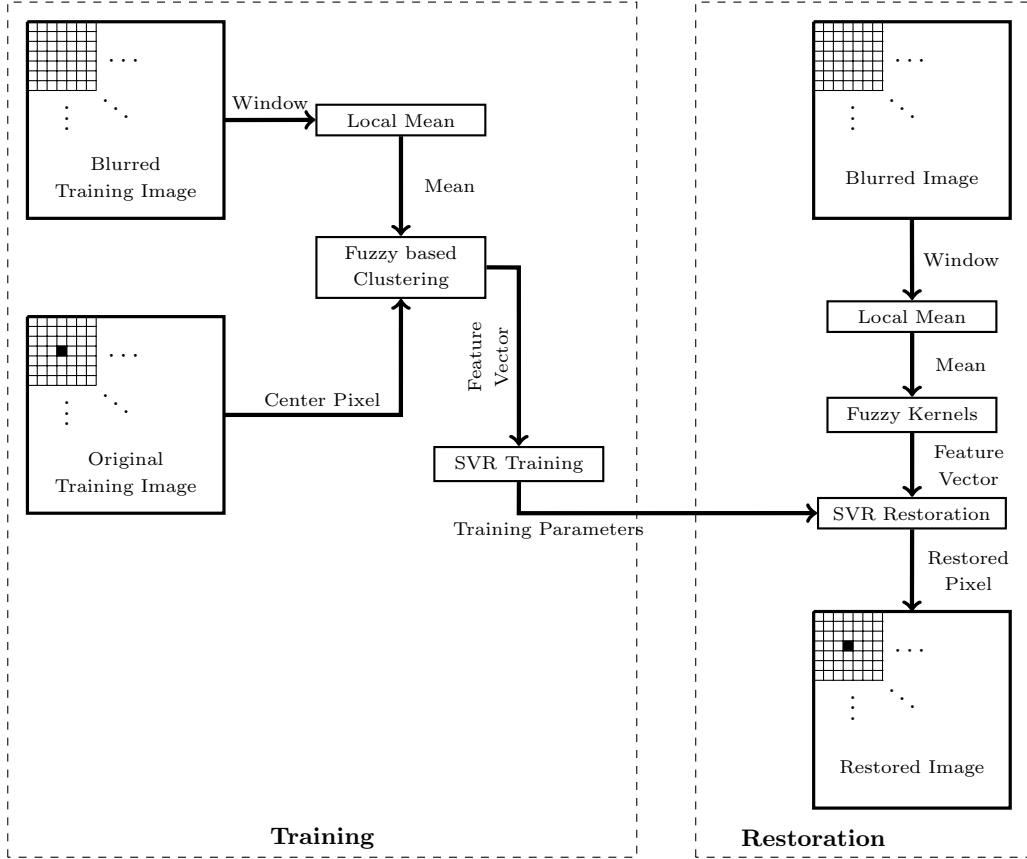 Window
Local Mean
Blurred
Training Image
Mean
Fuzzy based
Clustering
Feature
Vector
Center Pixel
Original
Training Image
SVR Training
Training Parameters
Training
Blurred Image
Window
Local Mean
Mean
Fuzzy Kernels
Feature
Vector
SVR Restoration
Restored
Pixel
Restored Image
Restoration